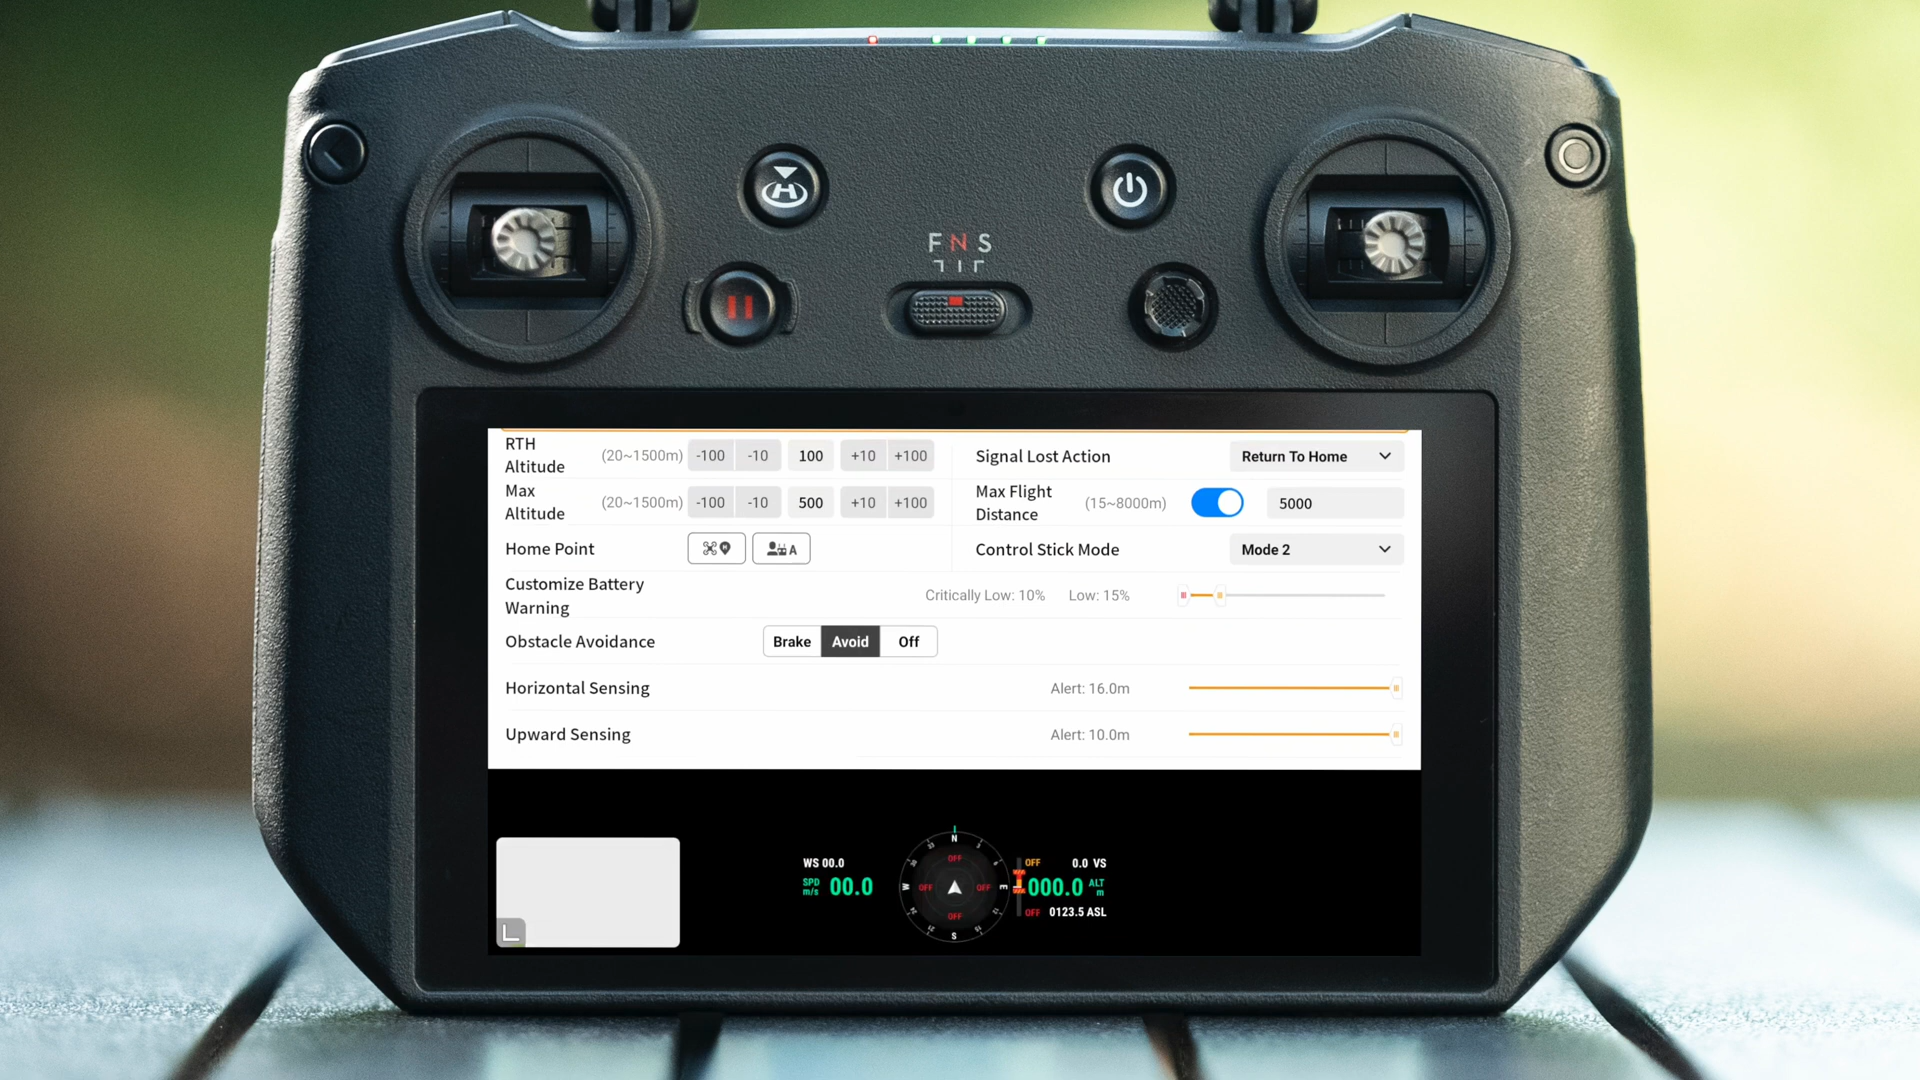 F N S
RTH
Altitude (20~1500m) -100 -10 100 +10 +100
Signal Lost Action Return To Home
Max
Altitude (20~1500m) -100 -10 500 +10 +100
Max Flight
Distance (15~8000m) 5000
Home Point A
Control Stick Mode Mode 2
Customize Battery
Warning Critically Low: 10% Low: 15%
Obstacle Avoidance Brake Avoid Off
Horizontal Sensing Alert: 16.0m
Upward Sensing Alert: 10.0m
WS 00.0
SPD
m/s 00.0
N
OFF
W OFF OFF E
OFF
S
OFF 0.0 VS
000.0 ALT
m
OFF 0123.5 ASL